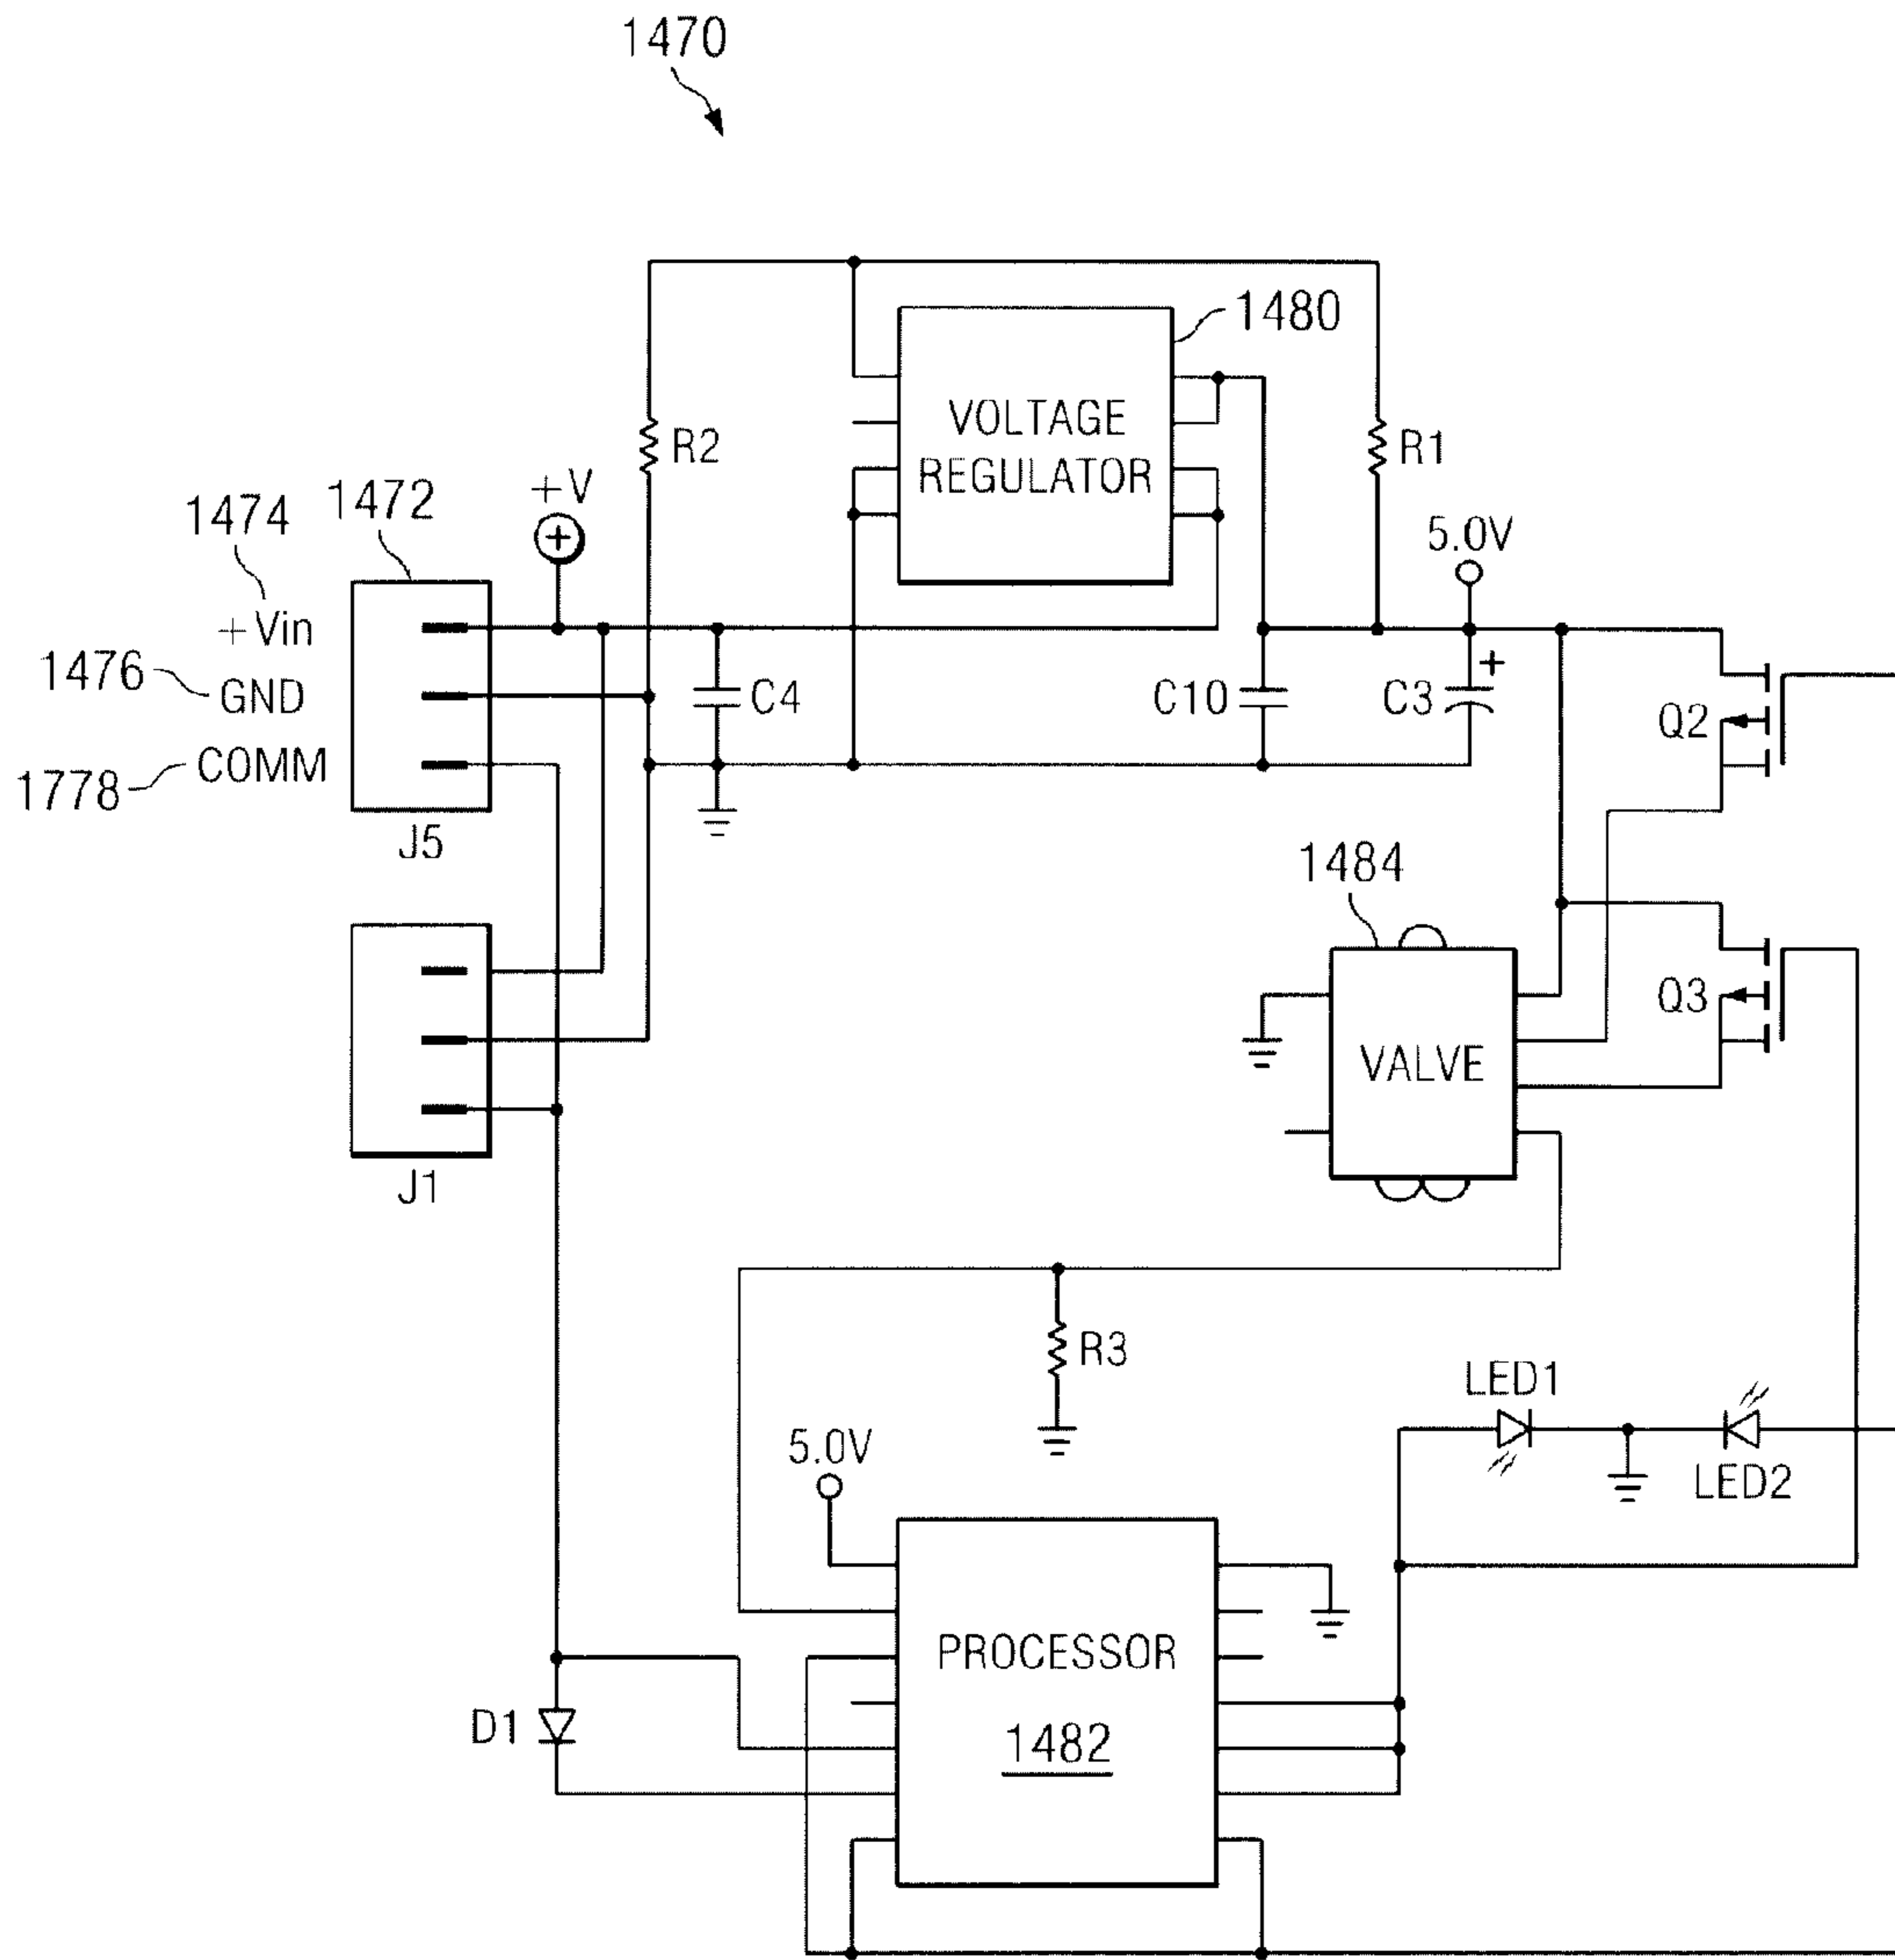 1470
1480
VOLTAGE
REGULATOR
R2
R1
+V
5.0V
1474
1472
+Vin
1476
GND
1778
COMM
J5
C4
C10
C3
+
Q2
1484
Q3
VALVE
J1
R3
LED1
LED2
5.0V
PROCESSOR
1482
D1